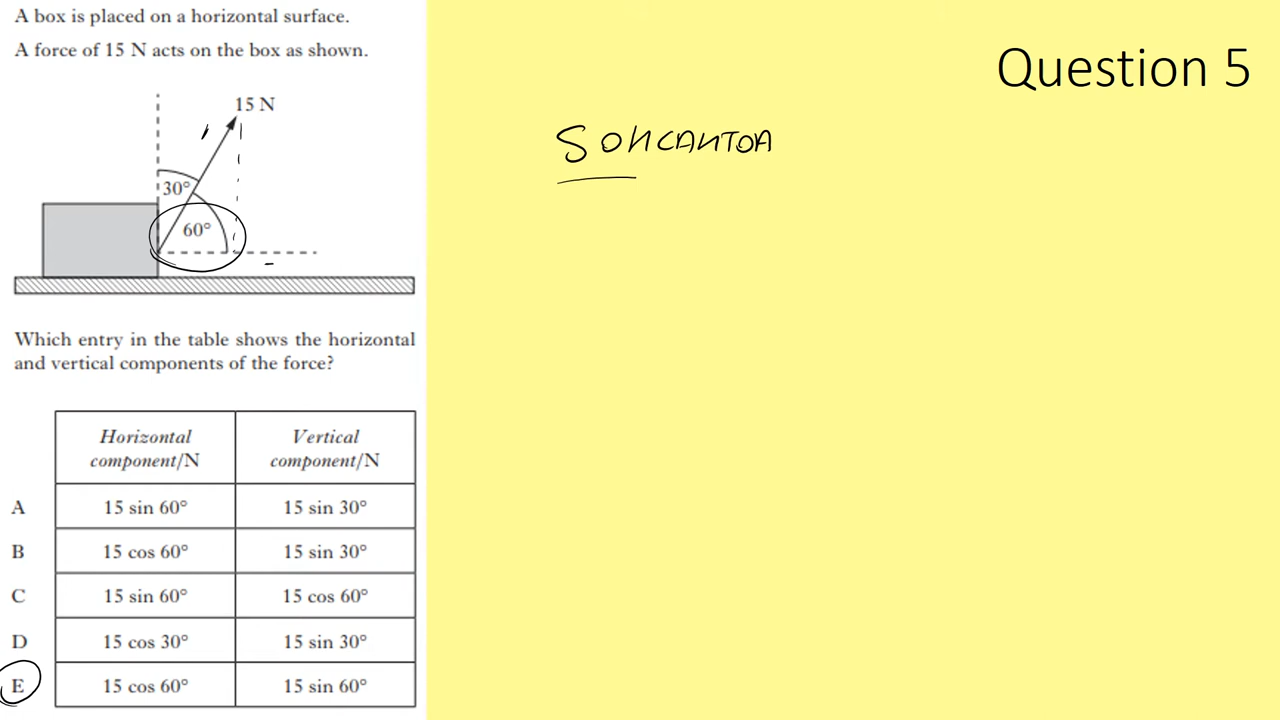 A box is placed on a horizontal surface.
A force of 15 N acts on the box as shown.
15 N
30°
60°
Which entry in the table shows the horizontal
and vertical components of the force?
Horizontal component/N Vertical component/N
A 15 sin 60° 15 sin 30°
B 15 cos 60° 15 sin 30°
C 15 sin 60° 15 cos 60°
D 15 cos 30° 15 sin 30°
E 15 cos 60° 15 sin 60°
Question 5
SOHCAHTOA